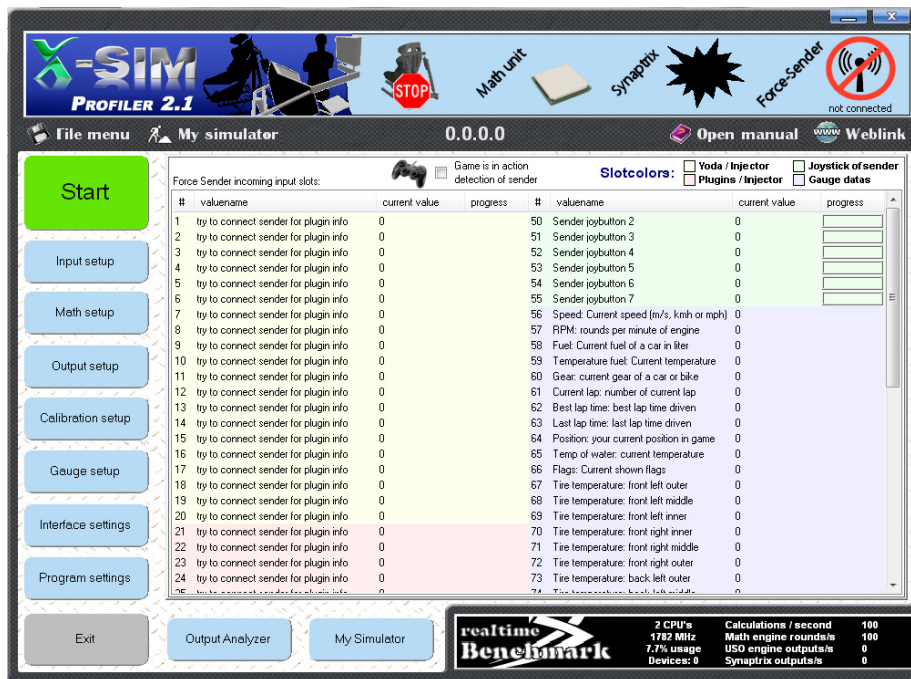 X-SIM
PROFILER 2.1
STOP
Math unit
Synaptrix
Force-Sender
not connected
File menu
My simulator
0.0.0.0
Open manual
www Weblink
Start
Input setup
Math setup
Output setup
Calibration setup
Gauge setup
Interface settings
Program settings
Exit
Force Sender incoming input slots:
Game is in action
detection of sender
Slotcolors:
Yoda / Injector
Joystick of sender
Plugins / Injector
Gauge datas
# valuename current value progress # valuename current value progress
1 try to connect sender for plugin info 0 50 Sender joybutton 2 0
2 try to connect sender for plugin info 0 51 Sender joybutton 3 0
3 try to connect sender for plugin info 0 52 Sender joybutton 4 0
4 try to connect sender for plugin info 0 53 Sender joybutton 5 0
5 try to connect sender for plugin info 0 54 Sender joybutton 6 0
6 try to connect sender for plugin info 0 55 Sender joybutton 7 0
7 try to connect sender for plugin info 0 56 Speed: Current speed (m/s, kmh or mph) 0
8 try to connect sender for plugin info 0 57 RPM: rounds per minute of engine 0
9 try to connect sender for plugin info 0 58 Fuel: Current fuel of a car in liter 0
10 try to connect sender for plugin info 0 59 Temperature fuel: Current temperature 0
11 try to connect sender for plugin info 0 60 Gear: current gear of a car or bike 0
12 try to connect sender for plugin info 0 61 Current lap: number of current lap 0
13 try to connect sender for plugin info 0 62 Best lap time: best lap time driven 0
14 try to connect sender for plugin info 0 63 Last lap time: last lap time driven 0
15 try to connect sender for plugin info 0 64 Position: your current position in game 0
16 try to connect sender for plugin info 0 65 Temp of water: current temperature 0
17 try to connect sender for plugin info 0 66 Flags: Current shown flags 0
18 try to connect sender for plugin info 0 67 Tire temperature: front left outer 0
19 try to connect sender for plugin info 0 68 Tire temperature: front left middle 0
20 try to connect sender for plugin info 0 69 Tire temperature: front left inner 0
21 try to connect sender for plugin info 0 70 Tire temperature: front right inner 0
22 try to connect sender for plugin info 0 71 Tire temperature: front right middle 0
23 try to connect sender for plugin info 0 72 Tire temperature: front right outer 0
24 try to connect sender for plugin info 0 73 Tire temperature: back left outer 0
Output Analyzer
My Simulator
realtime
Benchmark
2 CPU's
1782 MHz
7.7% usage
Devices: 0
Calculations / second 100
Math engine rounds/s 100
USO engine outputs/s 0
Synaptrix outputs/s 0